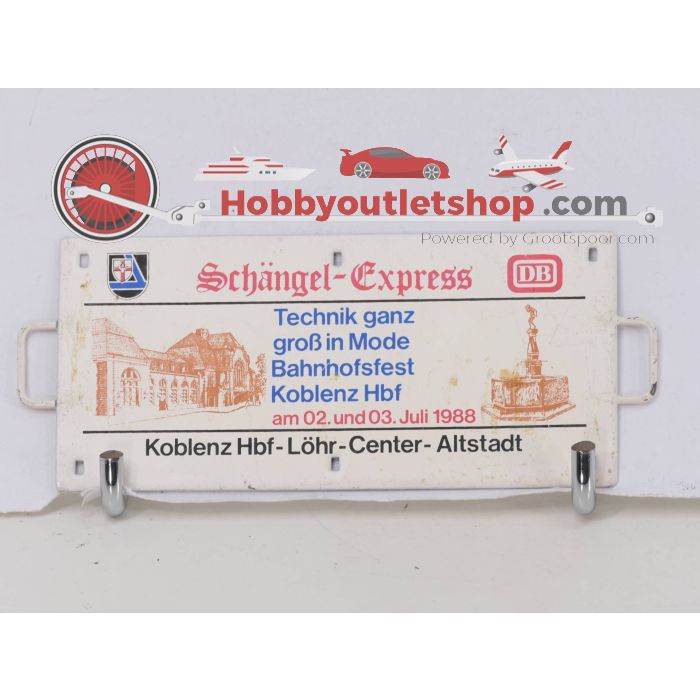 Hobbyoutletshop.com
Powered by Grootspoor.com
Schängel-Express
DB
Technik ganz
groß in Mode
Bahnhofsfest
Koblenz Hbf
am 02. und 03. Juli 1988
Koblenz Hbf-Löhr-Center-Altstadt